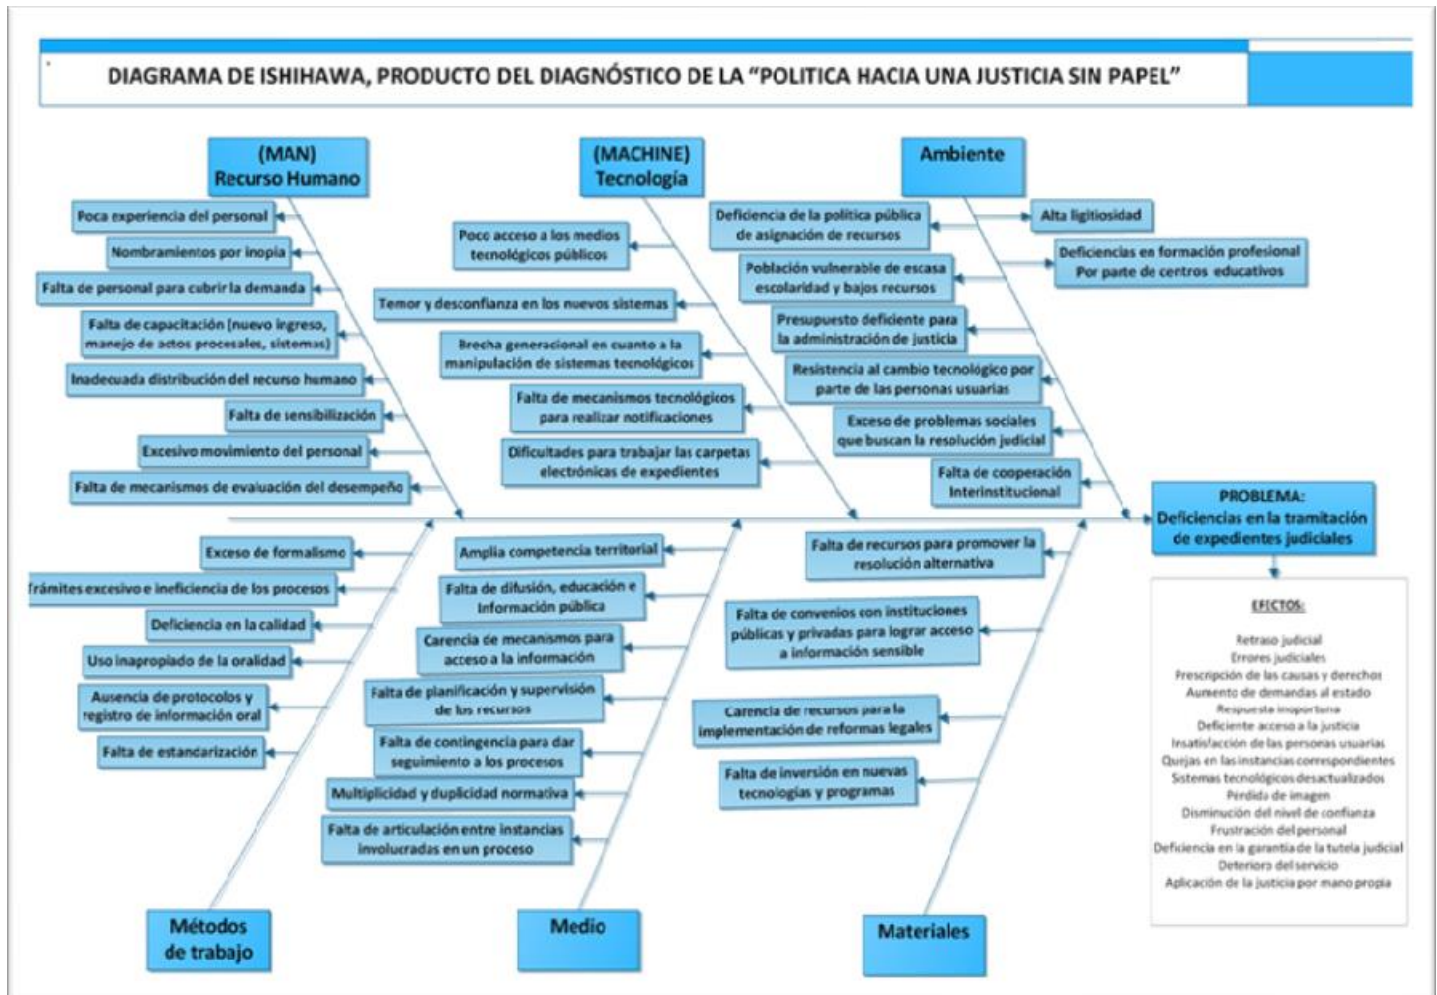 DIAGRAMA DE ISHIHAWA, PRODUCTO DEL DIAGNÓSTICO DE LA “POLITICA HACIA UNA JUSTICIA SIN PAPEL”
(MAN)
Recurso Humano
Poca experiencia del personal
Nombramientos por inopia
Falta de personal para cubrir la demanda
Falta de capacitación (nuevo ingreso,
manejo de actos procesales, sistemas)
Inadecuada distribución del recurso humano
Falta de sensibilización
Excesivo movimiento del personal
Falta de mecanismos de evaluación del desempeño
(MACHINE)
Tecnología
Poco acceso a los medios
tecnológicos públicos
Temor y desconfianza en los nuevos sistemas
Brecha generacional en cuanto a la
manipulación de sistemas tecnológicos
Falta de mecanismos tecnológicos
para realizar notificaciones
Dificultades para trabajar las carpetas
electrónicas de expedientes
Ambiente
Deficiencia de la política pública
de asignación de recursos
Población vulnerable de escasa
escolaridad y bajos recursos
Presupuesto deficiente para
la administración de justicia
Resistencia al cambio tecnológico por
parte de las personas usuarias
Exceso de problemas sociales
que buscan la resolución judicial
Falta de cooperación
Interinstitucional
Alta ligitiosidad
Deficiencias en formación profesional
Por parte de centros educativos
PROBLEMA:
Deficiencias en la tramitación
de expedientes judiciales
Exceso de formalismo
Trámites excesivo e ineficiencia de los procesos
Deficiencia en la calidad
Uso inapropiado de la oralidad
Ausencia de protocolos y
registro de información oral
Falta de estandarización
Métodos
de trabajo
Amplia competencia territorial
Falta de difusión, educación e
Información pública
Carencia de mecanismos para
acceso a la información
Falta de planificación y supervisión
de los recursos
Falta de contingencia para dar
seguimiento a los procesos
Multiplicidad y duplicidad normativa
Falta de articulación entre instancias
involucradas en un proceso
Medio
Falta de recursos para promover la
resolución alternativa
Falta de convenios con instituciones
públicas y privadas para lograr acceso
a información sensible
Carencia de recursos para la
implementación de reformas legales
Falta de inversión en nuevas
tecnologías y programas
Materiales
EFECTOS:
Retraso judicial
Errores judiciales
Prescripción de las causas y derechos
Aumento de demandas al estado
Respuesta inoportuna
Deficiente acceso a la justicia
Insatisfacción de las personas usuarias
Quejas en las instancias correspondientes
Sistemas tecnológicos desactualizados
Pérdida de imagen
Disminución del nivel de confianza
Frustración del personal
Deficiencia en la garantía de la tutela judicial
Deterioro del servicio
Aplicación de la justicia por mano propia